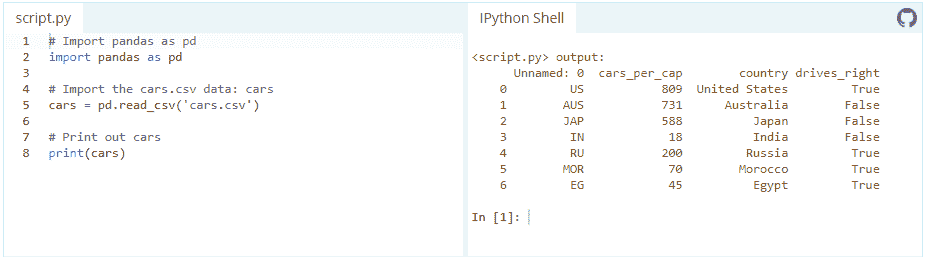 script.py
1 # Import pandas as pd
2 import pandas as pd
3
4 # Import the cars.csv data: cars
5 cars = pd.read_csv('cars.csv')
6
7 # Print out cars
8 print(cars)
IPython Shell
<script.py> output:
Unnamed: 0 cars_per_cap country drives_right
0 US 809 United States True
1 AUS 731 Australia False
2 JAP 588 Japan False
3 IN 18 India False
4 RU 200 Russia True
5 MOR 70 Morocco True
6 EG 45 Egypt True
In [1]: